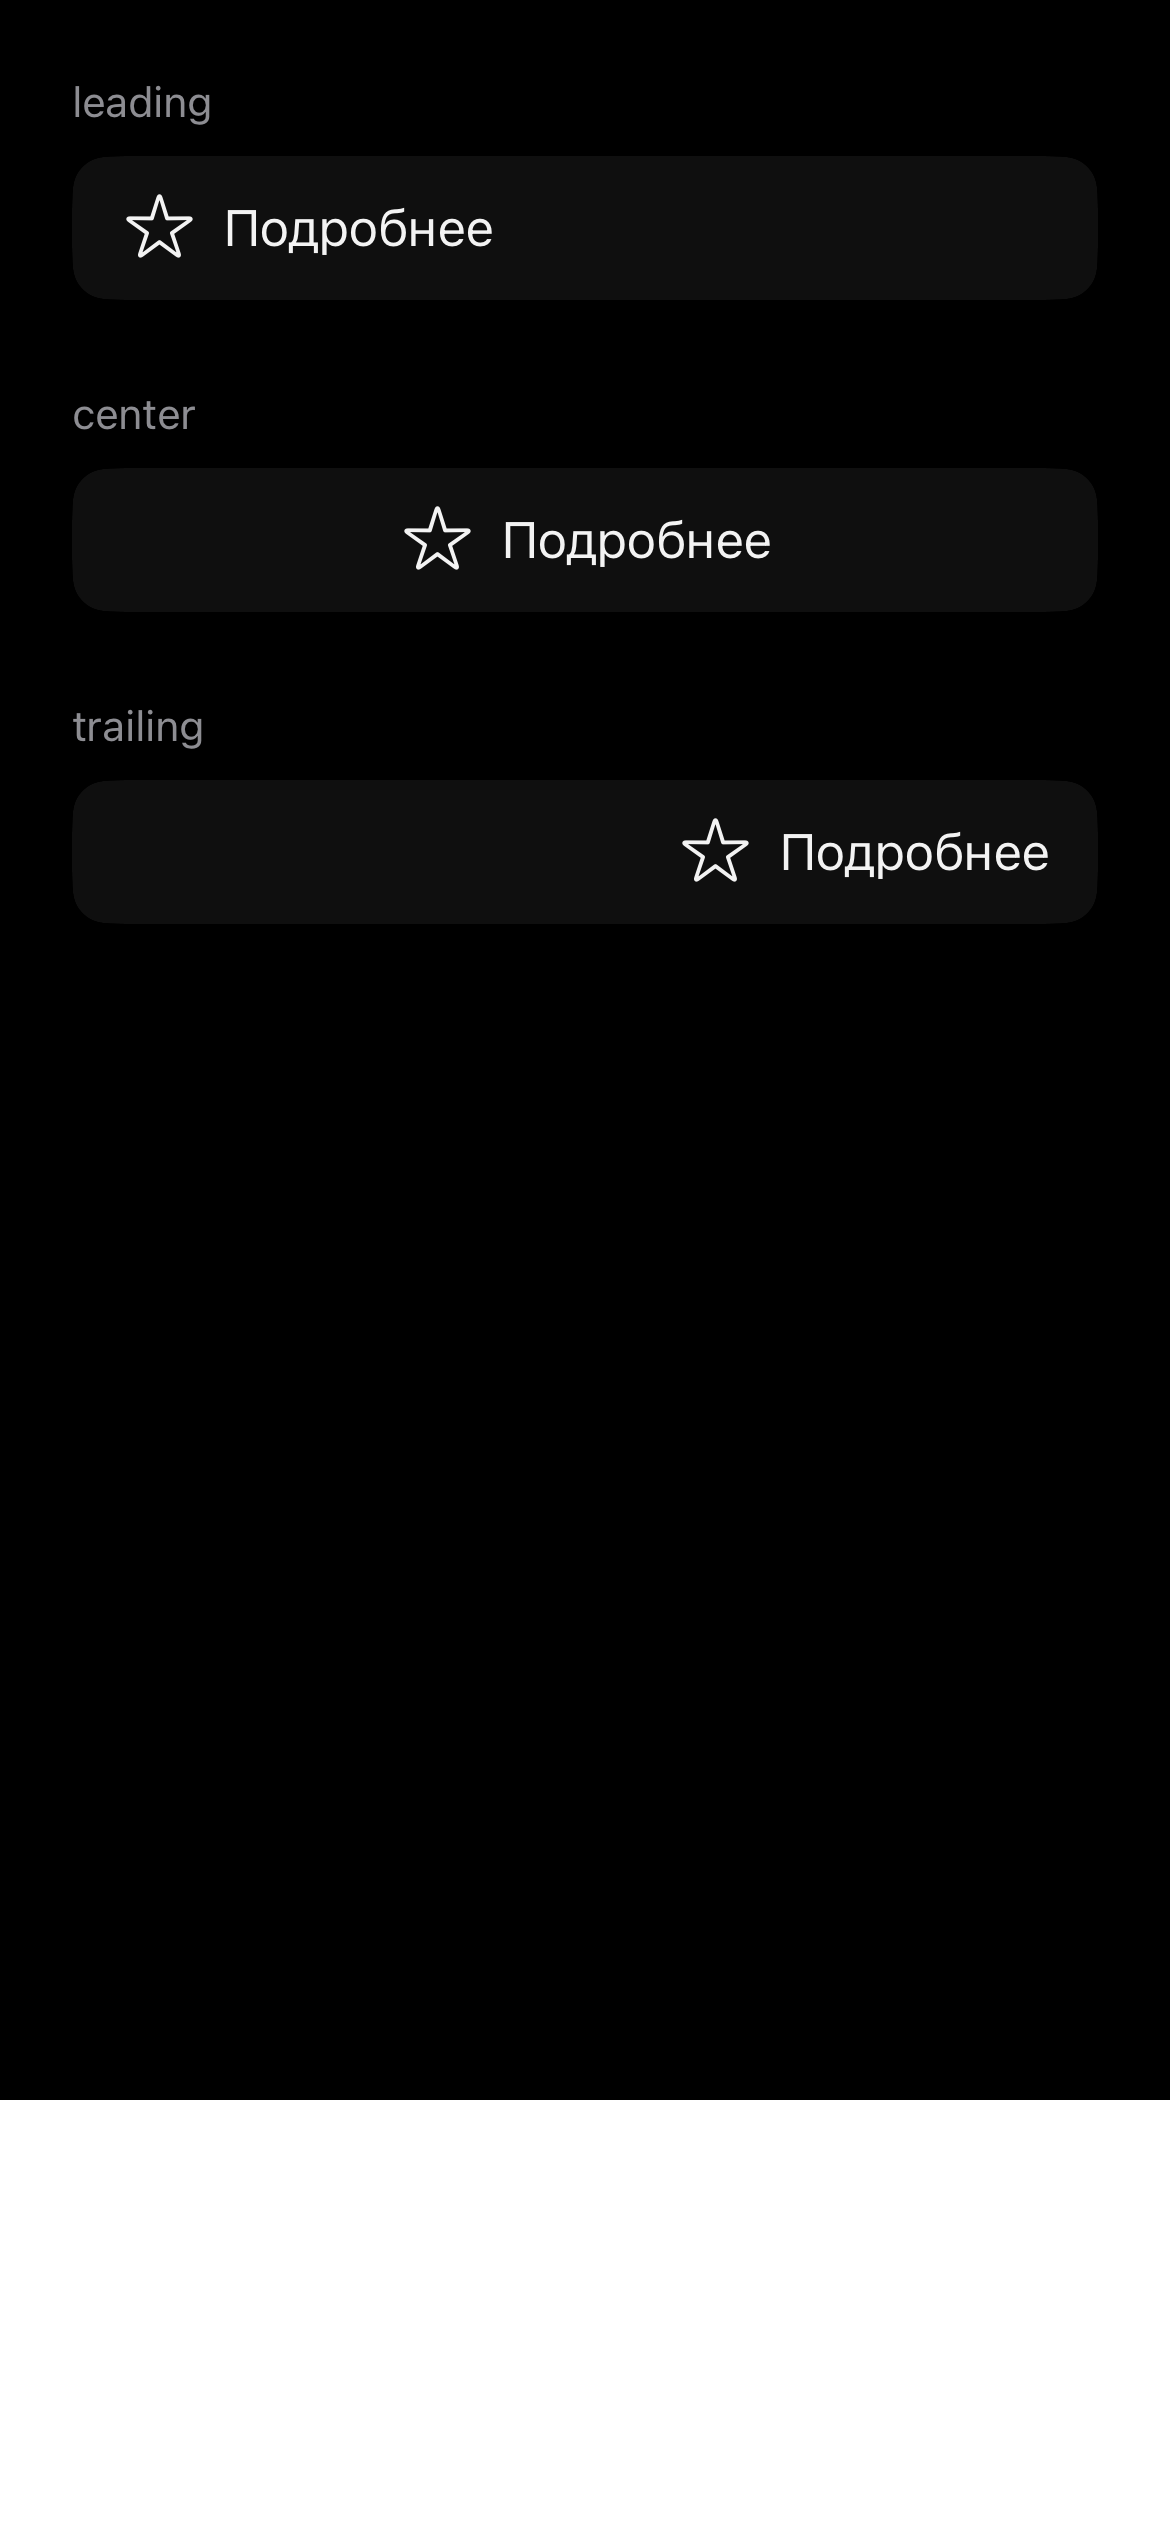 leading
Подробнее
center
Подробнее
trailing
Подробнее